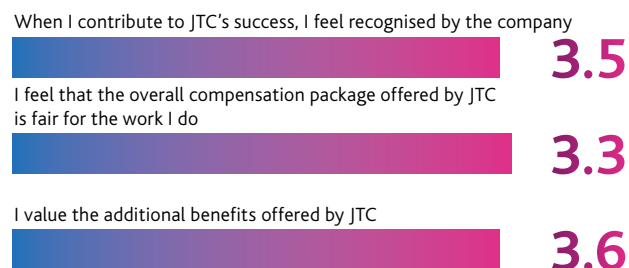 When I contribute to JTC’s success, I feel recognised by the company
3.5
I feel that the overall compensation package offered by JTC
is fair for the work I do
3.3
I value the additional benefits offered by JTC
3.6